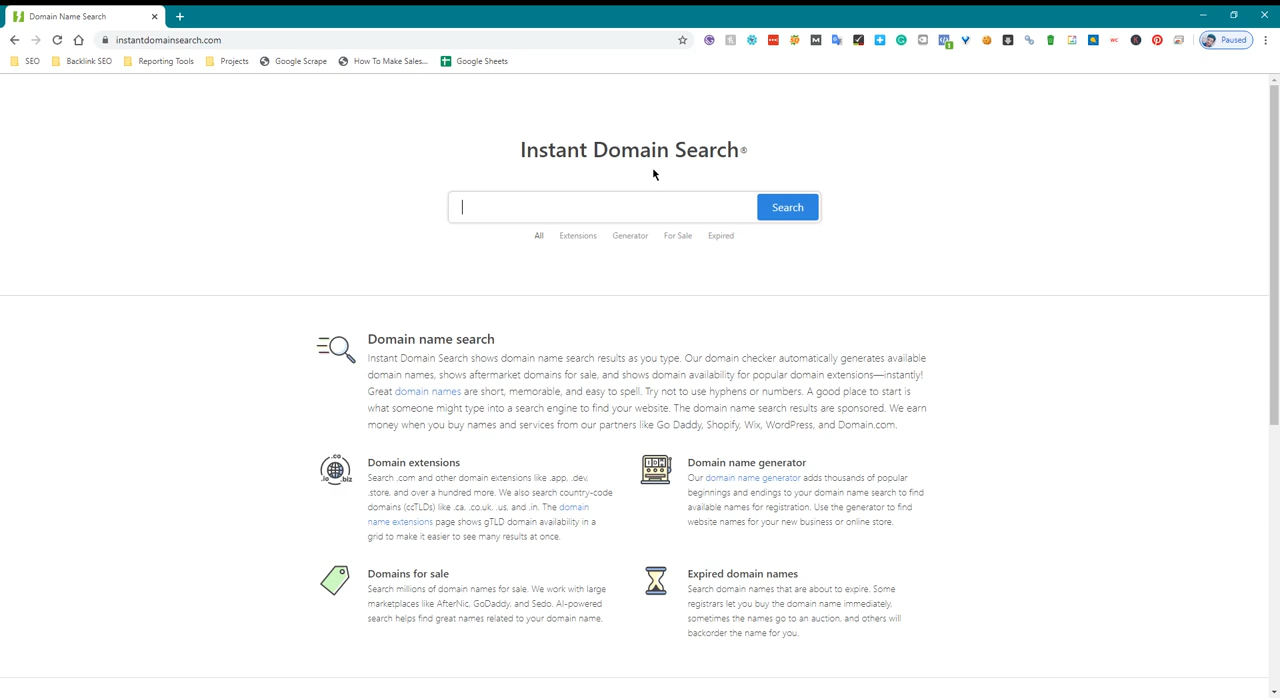 Domain Name Search
instantdomainsearch.com
Paused
SEO Backlink SEO Reporting Tools Projects Google Scrape How To Make Sales... Google Sheets
Instant Domain Search®
Search
All Extensions Generator For Sale Expired
Domain name search
Instant Domain Search shows domain name search results as you type. Our domain checker automatically generates available
domain names, shows aftermarket domains for sale, and shows domain availability for popular domain extensions—instantly!
Great domain names are short, memorable, and easy to spell. Try not to use hyphens or numbers. A good place to start is
what someone might type into a search engine to find your website. The domain name search results are sponsored. We earn
money when you buy names and services from our partners like Go Daddy, Shopify, Wix, WordPress, and Domain.com.
Domain extensions
Search .com and other domain extensions like .app, .dev,
.store, and over a hundred more. We also search country-code
domains (ccTLDs) like .ca, .co.uk, .us, and .in. The domain
name extensions page shows gTLD domain availability in a
grid to make it easier to see many results at once.
Domain name generator
Our domain name generator adds thousands of popular
beginnings and endings to your domain name search to find
available names for registration. Use the generator to find
website names for your new business or online store.
Domains for sale
Search millions of domain names for sale. We work with large
marketplaces like AfterNic, GoDaddy, and Sedo. AI-powered
search helps find great names related to your domain name.
Expired domain names
Search domain names that are about to expire. Some
registrars let you buy the domain name immediately,
sometimes the names go to an auction, and others will
backorder the name for you.